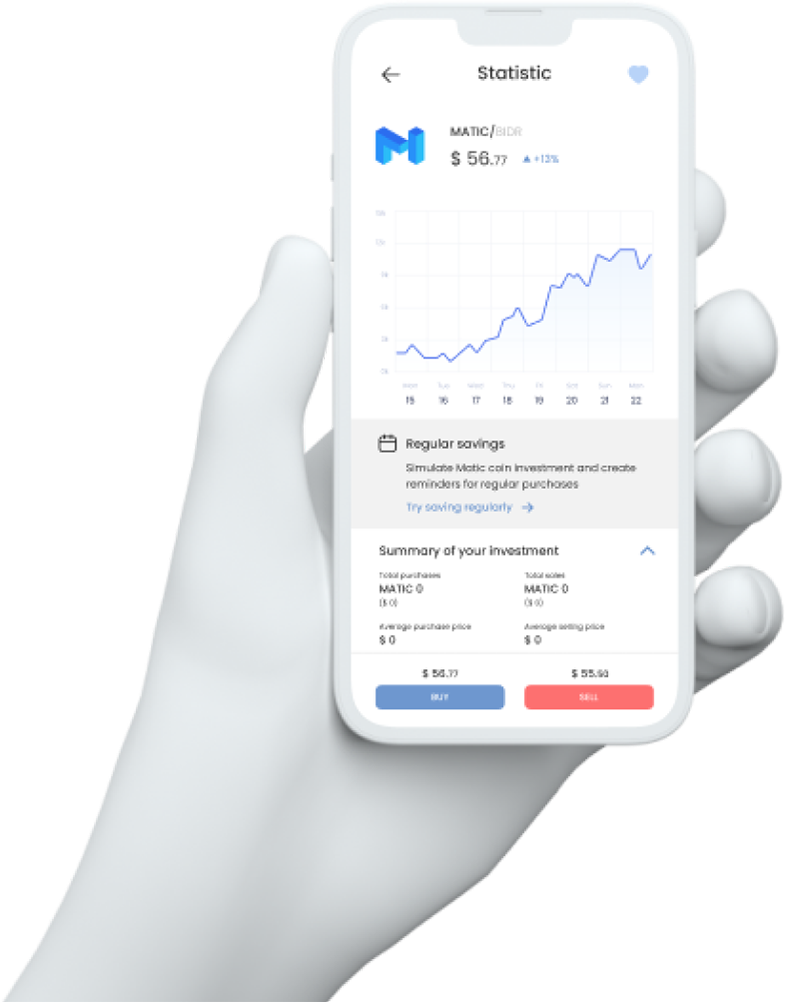 Statistic
MATIC/BIDR
$ 56.77 ▲ +13%
Mon Tue Wed Thu Fri Sat Sun Mon
15 16 17 18 19 20 21 22
Regular savings
Simulate Matic coin investment and create
reminders for regular purchases
Try saving regularly →
Summary of your investment
Total purchases Total sales
MATIC 0 MATIC 0
($ 0) ($ 0)
Average purchase price Average selling price
$ 0 $ 0
$ 56.77 $ 55.50
BUY SELL